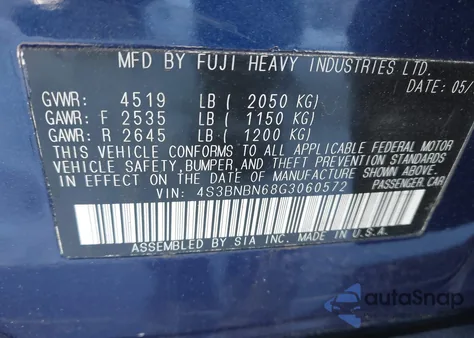 MFD BY FUJI HEAVY INDUSTRIES LTD.
DATE: 05/
GVWR: 4519 LB ( 2050 KG)
GAWR: F 2535 LB ( 1150 KG)
GAWR: R 2645 LB ( 1200 KG)
THIS VEHICLE CONFORMS TO ALL APPLICABLE FEDERAL MOTOR
VEHICLE SAFETY, BUMPER, AND THEFT PREVENTION STANDARDS
IN EFFECT ON THE DATE OF MANUFACTURE SHOWN ABOVE.
VIN: 4S3BNBN68G3060572 PASSENGER CAR
ASSEMBLED BY SIA INC. MADE IN U.S.A.
autoSnap